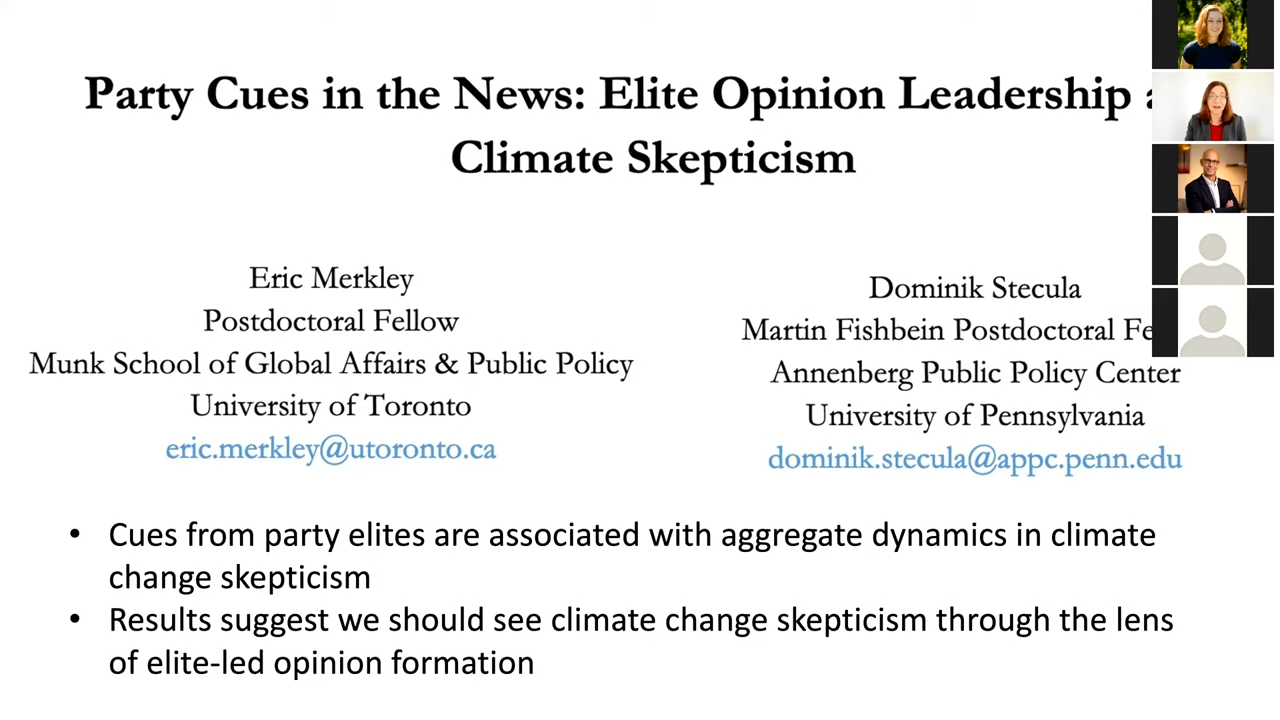 Party Cues in the News: Elite Opinion Leadership
Climate Skepticism
Eric Merkley
Postdoctoral Fellow
Munk School of Global Affairs & Public Policy
University of Toronto
eric.merkley@utoronto.ca
Dominik Stecula
Martin Fishbein Postdoctoral
Annenberg Public Policy Center
University of Pennsylvania
dominik.stecula@appc.penn.edu
• Cues from party elites are associated with aggregate dynamics in climate
change skepticism
• Results suggest we should see climate change skepticism through the lens
of elite-led opinion formation